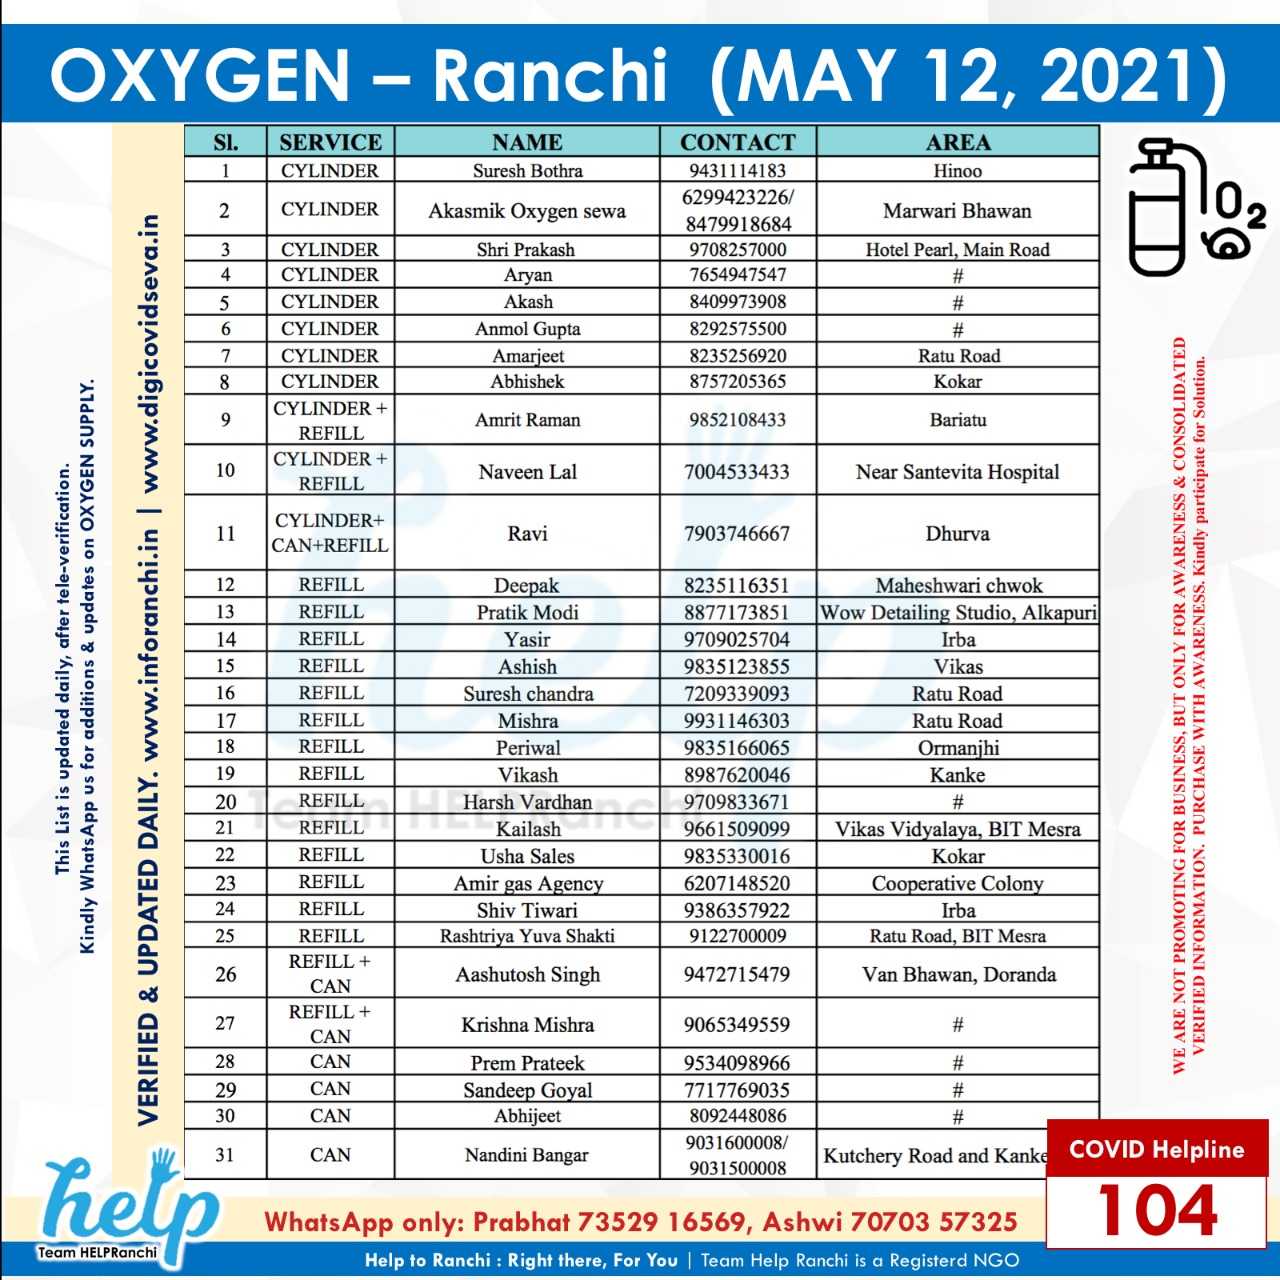 OXYGEN – Ranchi (MAY 12, 2021)
Sl. SERVICE NAME CONTACT AREA
1 CYLINDER Suresh Bothra 9431114183 Hinoo
2 CYLINDER Akasmik Oxygen sewa 6299423226/ 8479918684 Marwari Bhawan
3 CYLINDER Shri Prakash 9708257000 Hotel Pearl, Main Road
4 CYLINDER Aryan 7654947547 #
5 CYLINDER Akash 8409973908 #
6 CYLINDER Anmol Gupta 8292575500 #
7 CYLINDER Amarjeet 8235256920 Ratu Road
8 CYLINDER Abhishek 8757205365 Kokar
9 CYLINDER + REFILL Amrit Raman 9852108433 Bariatu
10 CYLINDER + REFILL Naveen Lal 7004533433 Near Santevita Hospital
11 CYLINDER+ CAN+REFILL Ravi 7903746667 Dhurva
12 REFILL Deepak 8235116351 Maheshwari chwok
13 REFILL Pratik Modi 8877173851 Wow Detailing Studio, Alkapuri
14 REFILL Yasir 9709025704 Irba
15 REFILL Ashish 9835123855 Vikas
16 REFILL Suresh chandra 7209339093 Ratu Road
17 REFILL Mishra 9931146303 Ratu Road
18 REFILL Periwal 9835166065 Ormanjhi
19 REFILL Vikash 8987620046 Kanke
20 REFILL Harsh Vardhan 9709833671 #
21 REFILL Kailash 9661509099 Vikas Vidyalaya, BIT Mesra
22 REFILL Usha Sales 9835330016 Kokar
23 REFILL Amir gas Agency 6207148520 Cooperative Colony
24 REFILL Shiv Tiwari 9386357922 Irba
25 REFILL Rashtriya Yuva Shakti 9122700009 Ratu Road, BIT Mesra
26 REFILL + CAN Aashutosh Singh 9472715479 Van Bhawan, Doranda
27 REFILL + CAN Krishna Mishra 9065349559 #
28 CAN Prem Prateek 9534098966 #
29 CAN Sandeep Goyal 7717769035 #
30 CAN Abhijeet 8092448086 #
31 CAN Nandini Bangar 9031600008/ 9031500008 Kutchery Road and Kanke
help
Team HELPRanchi
O2
This List is updated daily, after tele-verification.
Kindly WhatsApp us for additions & updates on OXYGEN SUPPLY.
VERIFIED & UPDATED DAILY. www.inforanchi.in | www.digicovidseva.in
WE ARE NOT PROMOTING FOR BUSINESS, BUT ONLY FOR AWARENESS & CONSOLIDATED
VERIFIED INFORMATION. PURCHASE WITH AWARENESS. Kindly participate for Solution.
COVID Helpline
104
help
Team HELPRanchi
WhatsApp only: Prabhat 73529 16569, Ashwi 70703 57325
Help to Ranchi : Right there, For You | Team Help Ranchi is a Registerd NGO